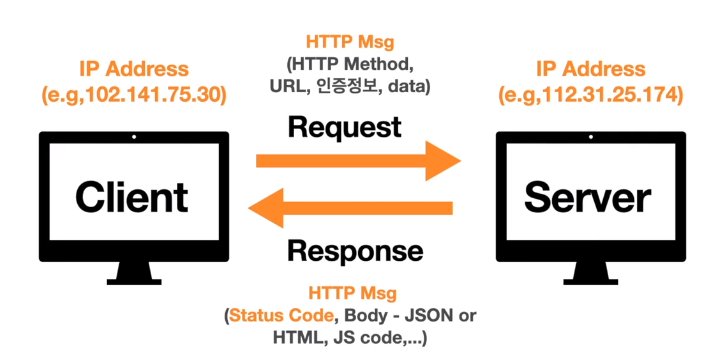 HTTP Msg
(HTTP Method,
URL, 인증정보, data)
IP Address
(e.g,102.141.75.30)
IP Address
(e.g,112.31.25.174)
Request
Client
Server
Response
HTTP Msg
(Status Code, Body - JSON or
HTML, JS code,...)